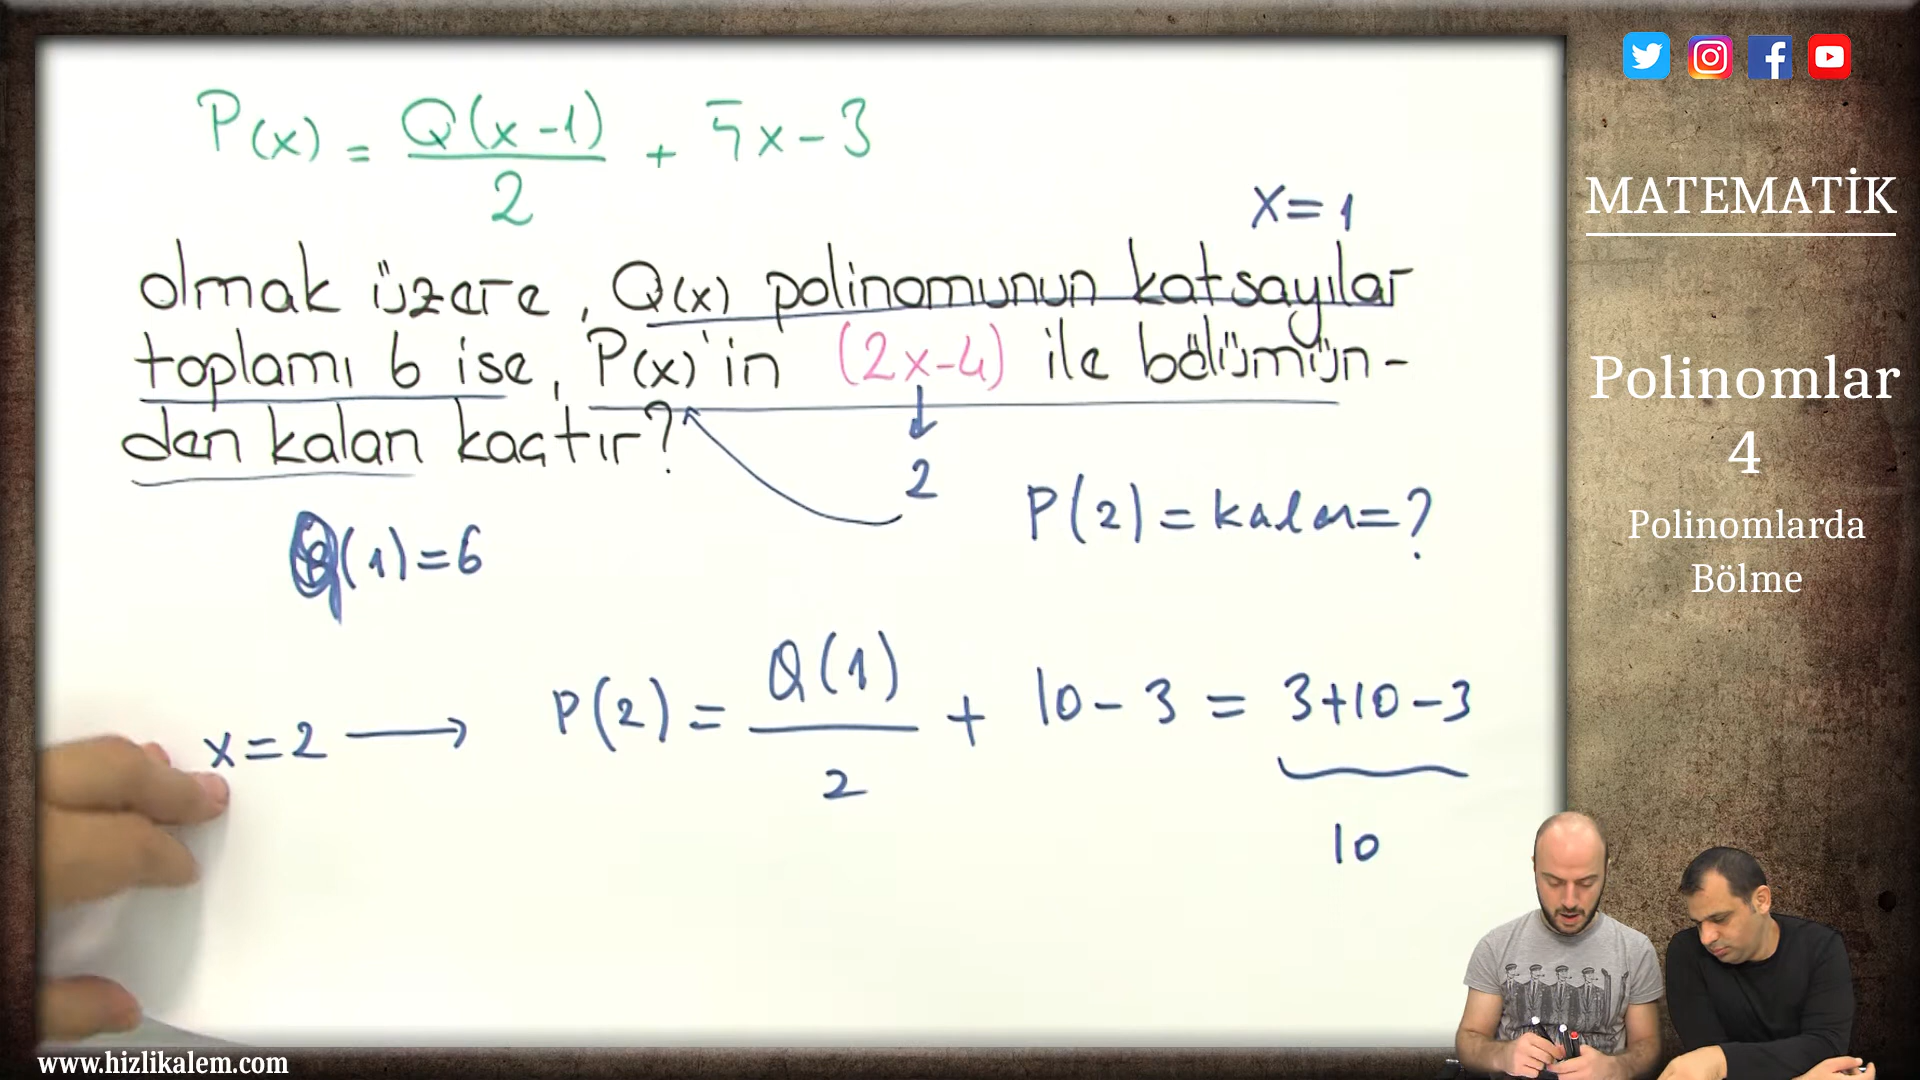 P(x) = Q(x-1)/2 + 5x-3
x=1
olmak üzere, Q(x) polinomunun katsayılar
toplamı 6 ise, P(x)'in (2x-4) ile bölümün-
den kalan kaçtır?
2
P(2) = kalan = ?
Q(1)=6
x=2 → P(2) = Q(1)/2 + 10-3 = 3+10-3
10
MATEMATİK
Polinomlar
4
Polinomlarda
Bölme
www.hizlikalem.com